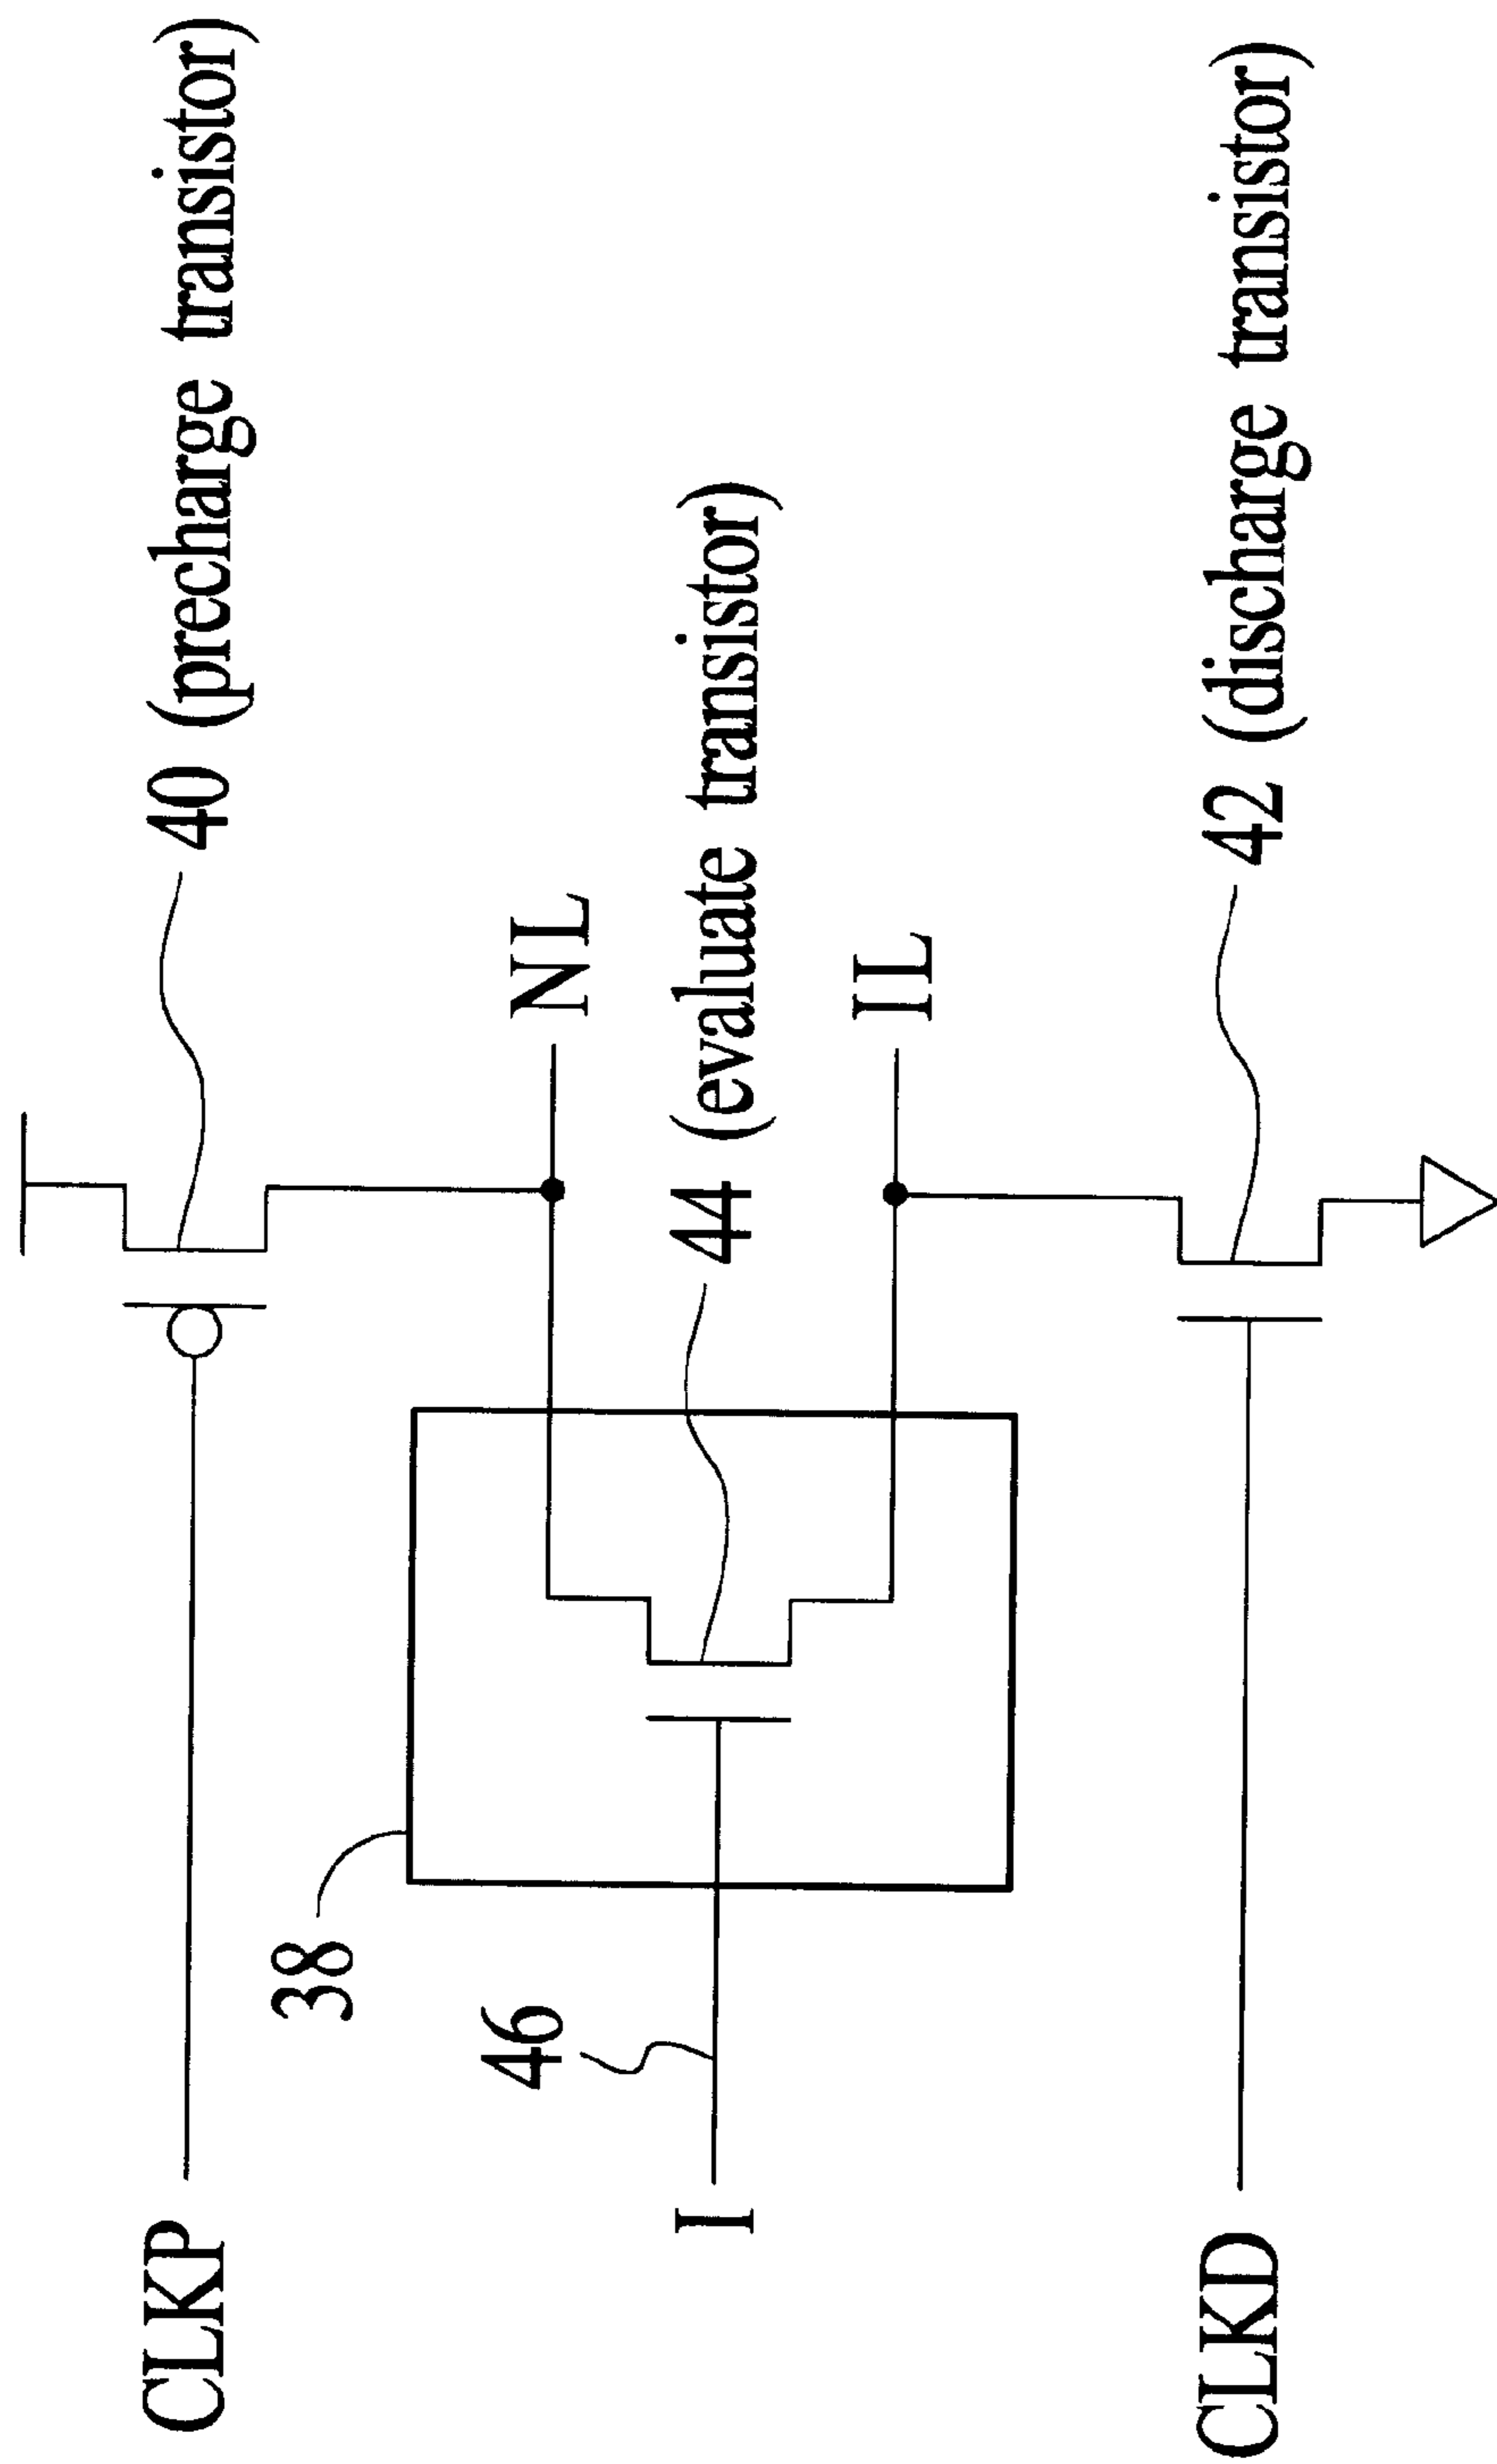 CLKP
40 (precharge transistor)
38
NL
46
I
44 (evaluate transistor)
IL
CLKD
42 (discharge transistor)